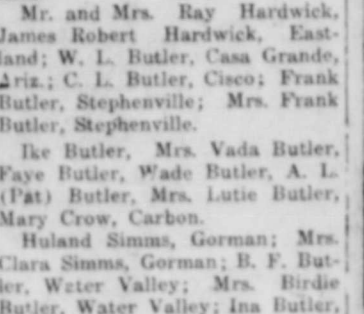 Mr. and Mrs. Ray Hardwick,
James Robert Hardwick, East-
land; W. L. Butler, Casa Grande,
Ariz.; C. L. Butler, Cisco; Frank
Butler, Stephenville; Mrs. Frank
Butler, Stephenville.
Ike Butler, Mrs. Vada Butler,
Faye Butler, Wade Butler, A. L.
(Pat) Butler, Mrs. Lutie Butler,
Mary Crow, Carbon.
Huland Simms, Gorman; Mrs.
Clara Simms, Gorman; B. F. But-
ler, Water Valley; Mrs. Birdie
Butler, Water Valley; Ina Butler,